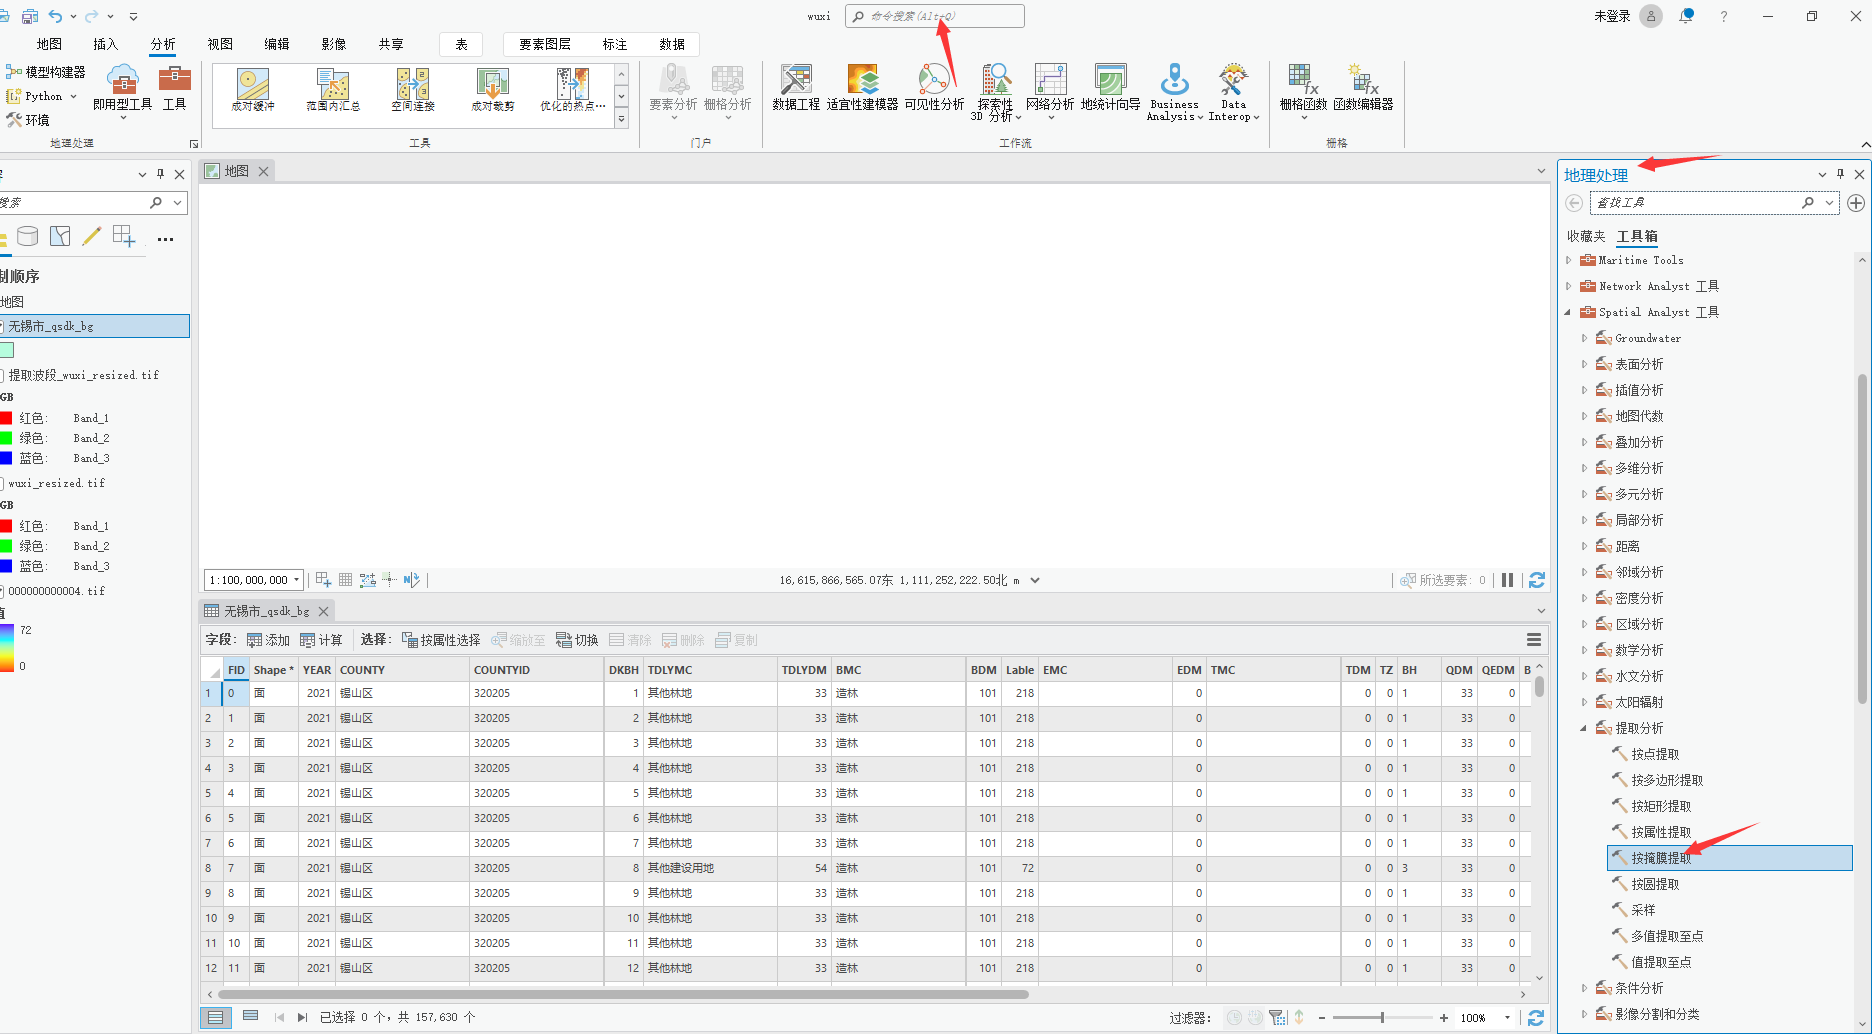 wuxi 命令搜索(Alt+Q) 未登录 ?
地图 插入 分析 视图 编辑 影像 共享 表 要素图层 标注 数据
模型构建器
Python
环境
即用型工具 工具
地理处理
成对缓冲 范围内汇总 空间连接 成对裁剪 优化的热点…
工具
要素分析 栅格分析
门户
数据工程 适宜性建模器 可见性分析 探索性 3D 分析 网络分析 地统计向导 Business Analysis Data Interop
工作流
栅格函数 函数编辑器
栅格
搜索
制顺序
地图
无锡市_qsdk_bg
提取波段_wuxi_resized.tif
GB
红色: Band_1
绿色: Band_2
蓝色: Band_3
wuxi_resized.tif
GB
红色: Band_1
绿色: Band_2
蓝色: Band_3
000000000004.tif
值
72
0
地图
1:100,000,000 16,615,866,565.07东 1,111,252,222.50北 m 所选要素: 0
无锡市_qsdk_bg
字段: 添加 计算 选择: 按属性选择 缩放至 切换 清除 删除 复制
FID Shape * YEAR COUNTY COUNTYID DKBH TDLYMC TDLYDM BMC BDM Lable EMC EDM TMC TDM TZ BH QDM QEDM B
1 0 面 2021 锡山区 320205 1 其他林地 33 造林 101 218 0 0 0 1 33 0
2 1 面 2021 锡山区 320205 2 其他林地 33 造林 101 218 0 0 0 1 33 0
3 2 面 2021 锡山区 320205 3 其他林地 33 造林 101 218 0 0 0 1 33 0
4 3 面 2021 锡山区 320205 4 其他林地 33 造林 101 218 0 0 0 1 33 0
5 4 面 2021 锡山区 320205 5 其他林地 33 造林 101 218 0 0 0 1 33 0
6 5 面 2021 锡山区 320205 6 其他林地 33 造林 101 218 0 0 0 1 33 0
7 6 面 2021 锡山区 320205 7 其他林地 33 造林 101 218 0 0 0 1 33 0
8 7 面 2021 锡山区 320205 8 其他建设用地 54 造林 101 72 0 0 0 3 33 0
9 8 面 2021 锡山区 320205 9 其他林地 33 造林 101 218 0 0 0 1 33 0
10 9 面 2021 锡山区 320205 10 其他林地 33 造林 101 218 0 0 0 1 33 0
11 10 面 2021 锡山区 320205 11 其他林地 33 造林 101 218 0 0 0 1 33 0
12 11 面 2021 锡山区 320205 12 其他林地 33 造林 101 218 0 0 0 1 33 0
已选择 0 个，共 157,630 个 过滤器: 100%
地理处理
查找工具
收藏夹 工具箱
Maritime Tools
Network Analyst 工具
Spatial Analyst 工具
Groundwater
表面分析
插值分析
地图代数
叠加分析
多维分析
多元分析
局部分析
距离
邻域分析
密度分析
区域分析
数学分析
水文分析
太阳辐射
提取分析
按点提取
按多边形提取
按矩形提取
按属性提取
按掩膜提取
按圆提取
采样
多值提取至点
值提取至点
条件分析
影像分割和分类